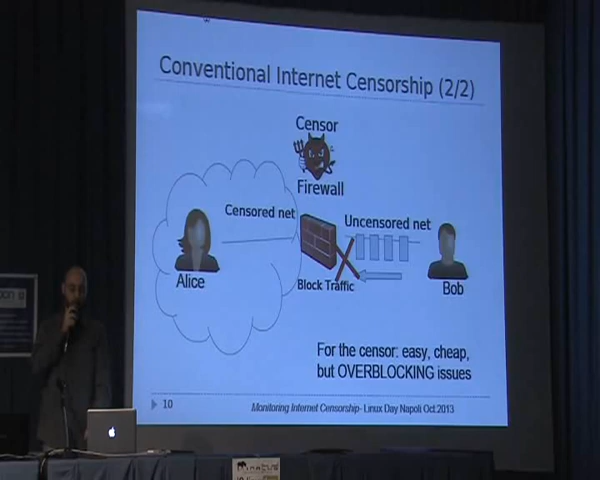 Conventional Internet Censorship (2/2)
Censor
Firewall
Censored net
Uncensored net
Alice
Block Traffic
Bob
For the censor: easy, cheap,
but OVERBLOCKING issues
10
Monitoring Internet Censorship- Linux Day Napoli Oct.2013